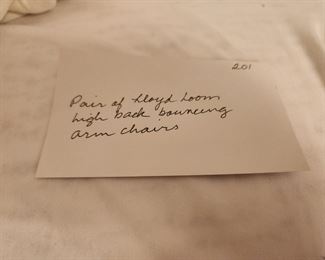 201
Pair of Lloyd Loom
high back bouncing
arm chairs